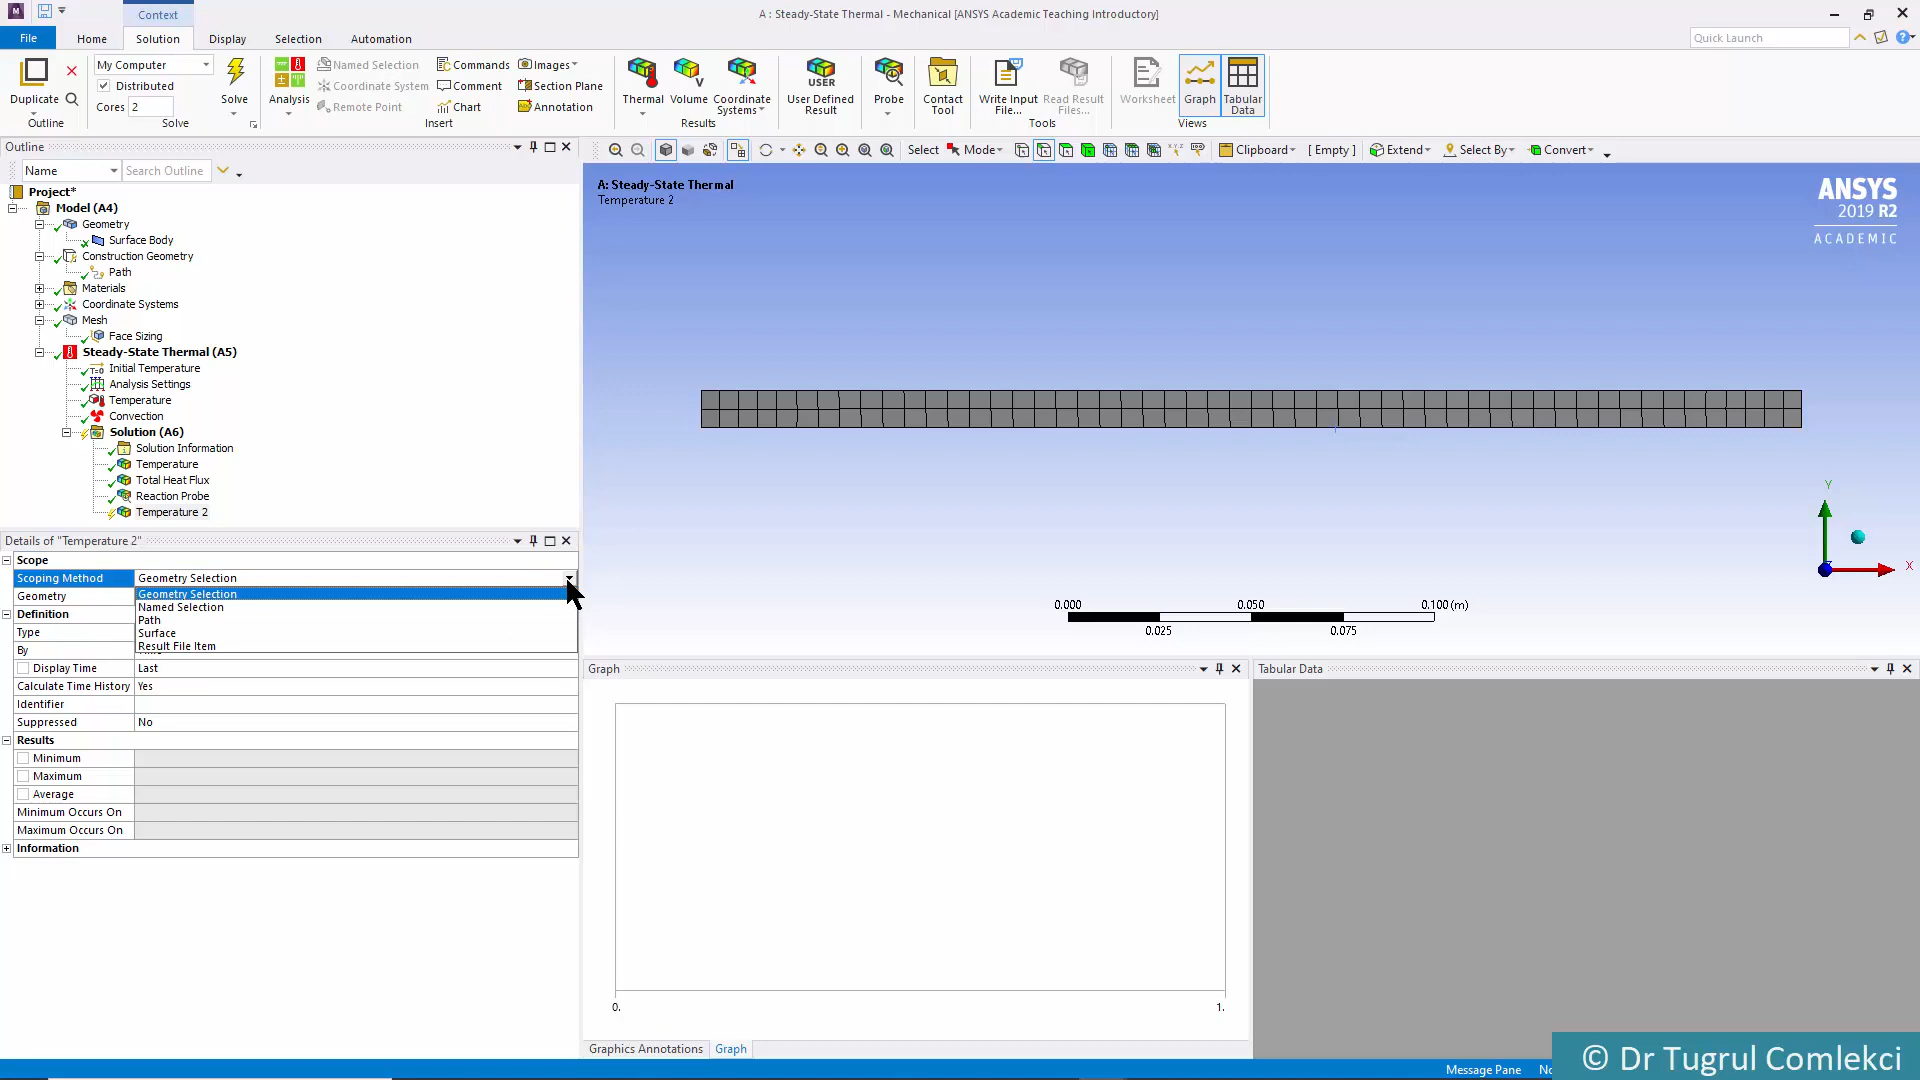 Context
A : Steady-State Thermal - Mechanical [ANSYS Academic Teaching Introductory]
File Home Solution Display Selection Automation
Quick Launch
My Computer
Distributed
Cores 2
Duplicate
Outline
Solve
Solve
Analysis
Named Selection
Coordinate System
Remote Point
Commands
Comment
Chart
Images
Section Plane
Annotation
Insert
Thermal
Volume
Coordinate Systems
Results
User Defined Result
Probe
Contact Tool
Write Input File...
Read Result Files...
Tools
Worksheet
Graph
Tabular Data
Views
Outline
Name
Search Outline
Select Mode
Clipboard [ Empty ] Extend Select By Convert
Project*
Model (A4)
Geometry
Surface Body
Construction Geometry
Path
Materials
Coordinate Systems
Mesh
Face Sizing
Steady-State Thermal (A5)
Initial Temperature
Analysis Settings
Temperature
Convection
Solution (A6)
Solution Information
Temperature
Total Heat Flux
Reaction Probe
Temperature 2
Details of "Temperature 2"
Scope
Scoping Method Geometry Selection
Geometry
Geometry Selection
Named Selection
Path
Surface
Result File Item
Definition
Type
By
Display Time Last
Calculate Time History Yes
Identifier
Suppressed No
Results
Minimum
Maximum
Average
Minimum Occurs On
Maximum Occurs On
Information
A: Steady-State Thermal
Temperature 2
ANSYS
2019 R2
ACADEMIC
Y
X
0.000 0.050 0.100 (m)
0.025 0.075
Graph
0. 1.
Graphics Annotations Graph
Tabular Data
Message Pane
© Dr Tugrul Comlekci